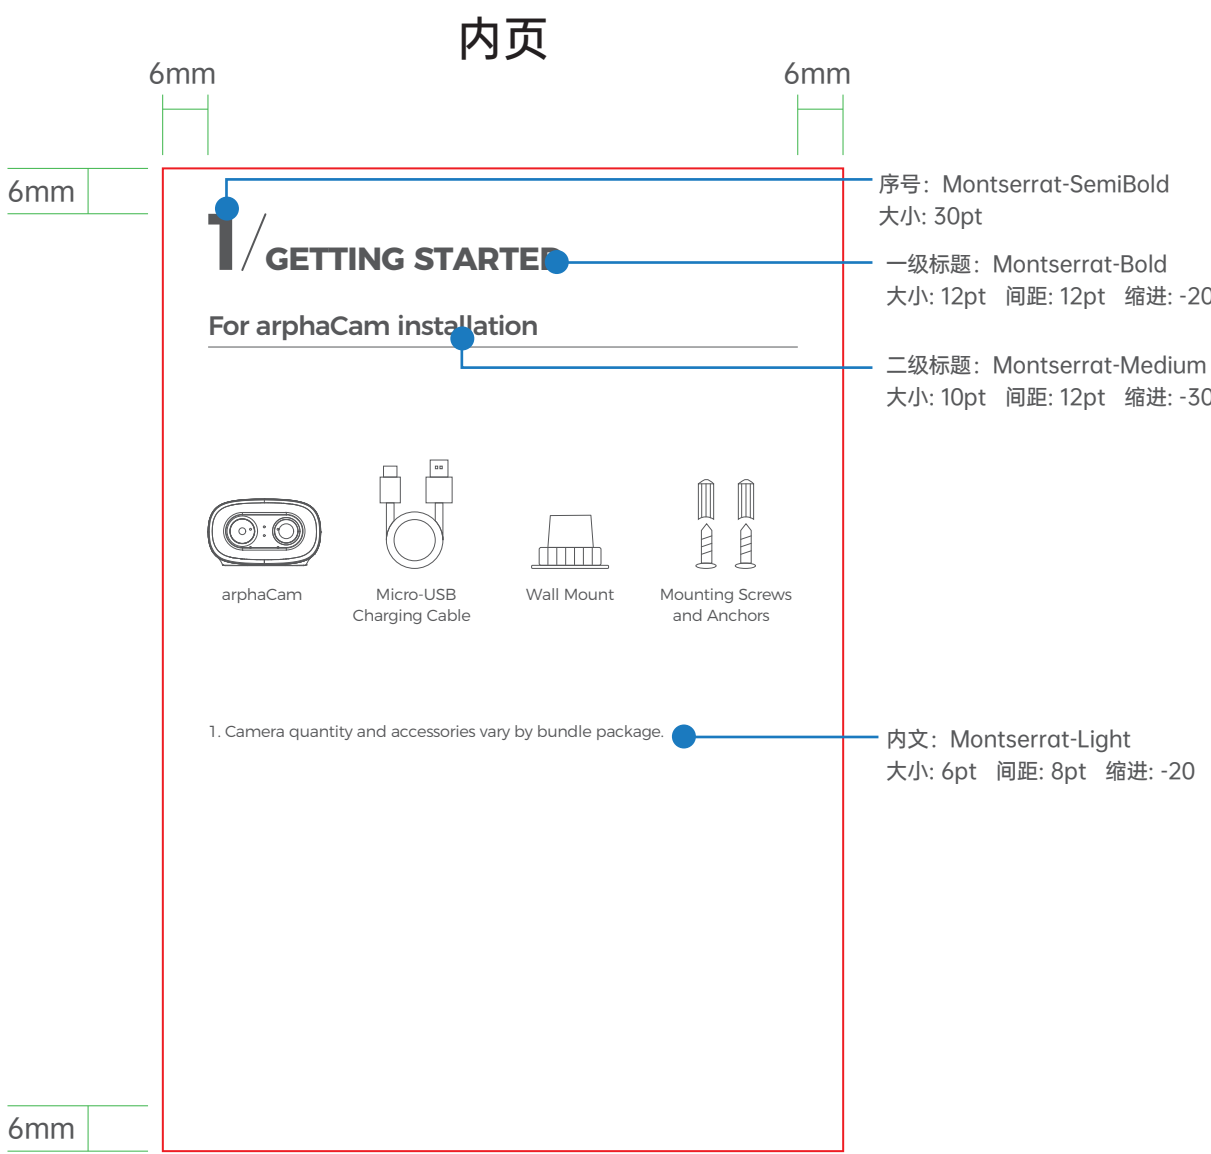 内页
6mm
6mm
6mm
序号：Montserrat-SemiBold
大小: 30pt
1/
GETTING STARTED
一级标题：Montserrat-Bold
大小: 12pt 间距: 12pt 缩进: -20
For arphaCam installation
二级标题：Montserrat-Medium
大小: 10pt 间距: 12pt 缩进: -30
arphaCam
Micro-USB
Charging Cable
Wall Mount
Mounting Screws
and Anchors
1. Camera quantity and accessories vary by bundle package.
内文：Montserrat-Light
大小: 6pt 间距: 8pt 缩进: -20
6mm